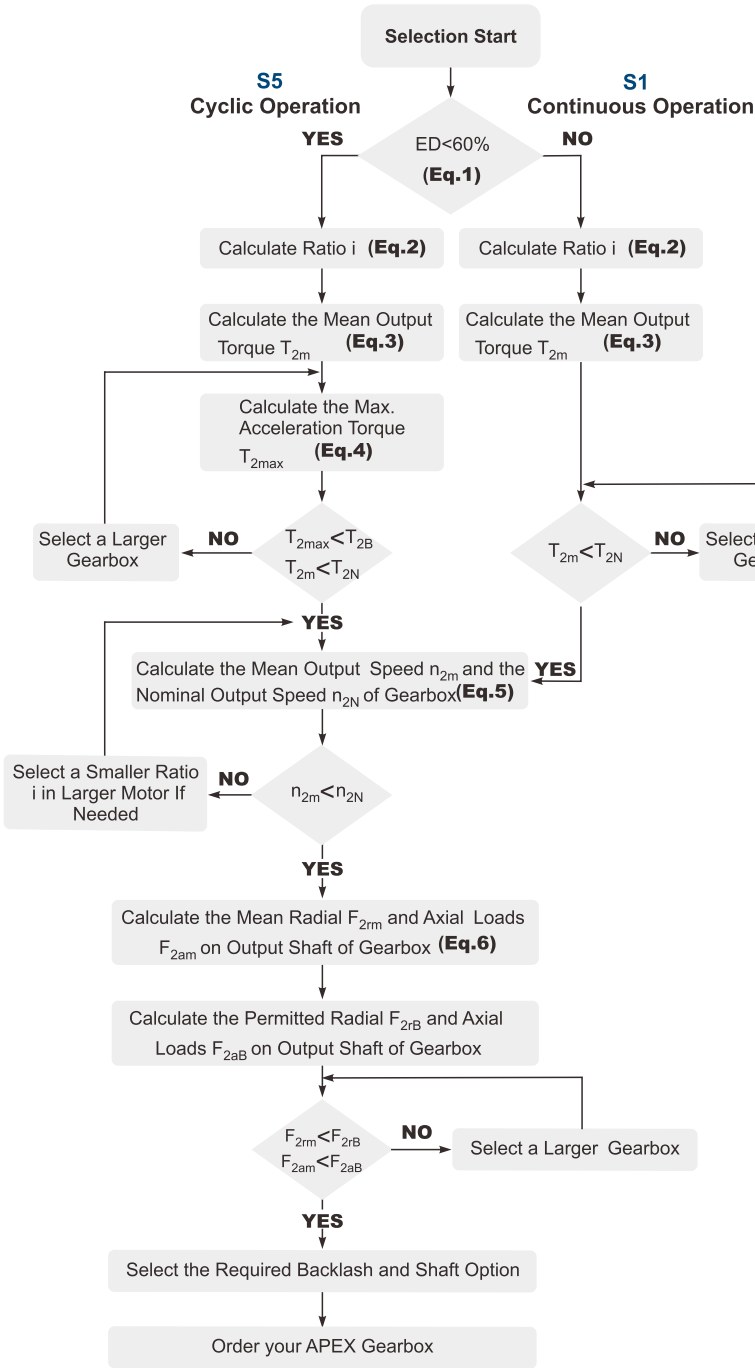 Selection Start
S5
Cyclic Operation
S1
Continuous Operation
YES
NO
ED<60%
(Eq.1)
Calculate Ratio i (Eq.2)
Calculate Ratio i (Eq.2)
Calculate the Mean Output
Torque T2m (Eq.3)
Calculate the Mean Output
Torque T2m (Eq.3)
Calculate the Max.
Acceleration Torque
T2max (Eq.4)
Select a Larger
Gearbox
NO
T2max<T2B
T2m<T2N
T2m<T2N
NO
Select
Ge
YES
Calculate the Mean Output Speed n2m and the
Nominal Output Speed n2N of Gearbox(Eq.5)
YES
Select a Smaller Ratio
i in Larger Motor If
Needed
NO
n2m<n2N
YES
Calculate the Mean Radial F2rm and Axial Loads
F2am on Output Shaft of Gearbox (Eq.6)
Calculate the Permitted Radial F2rB and Axial
Loads F2aB on Output Shaft of Gearbox
F2rm<F2rB
F2am<F2aB
NO
Select a Larger Gearbox
YES
Select the Required Backlash and Shaft Option
Order your APEX Gearbox